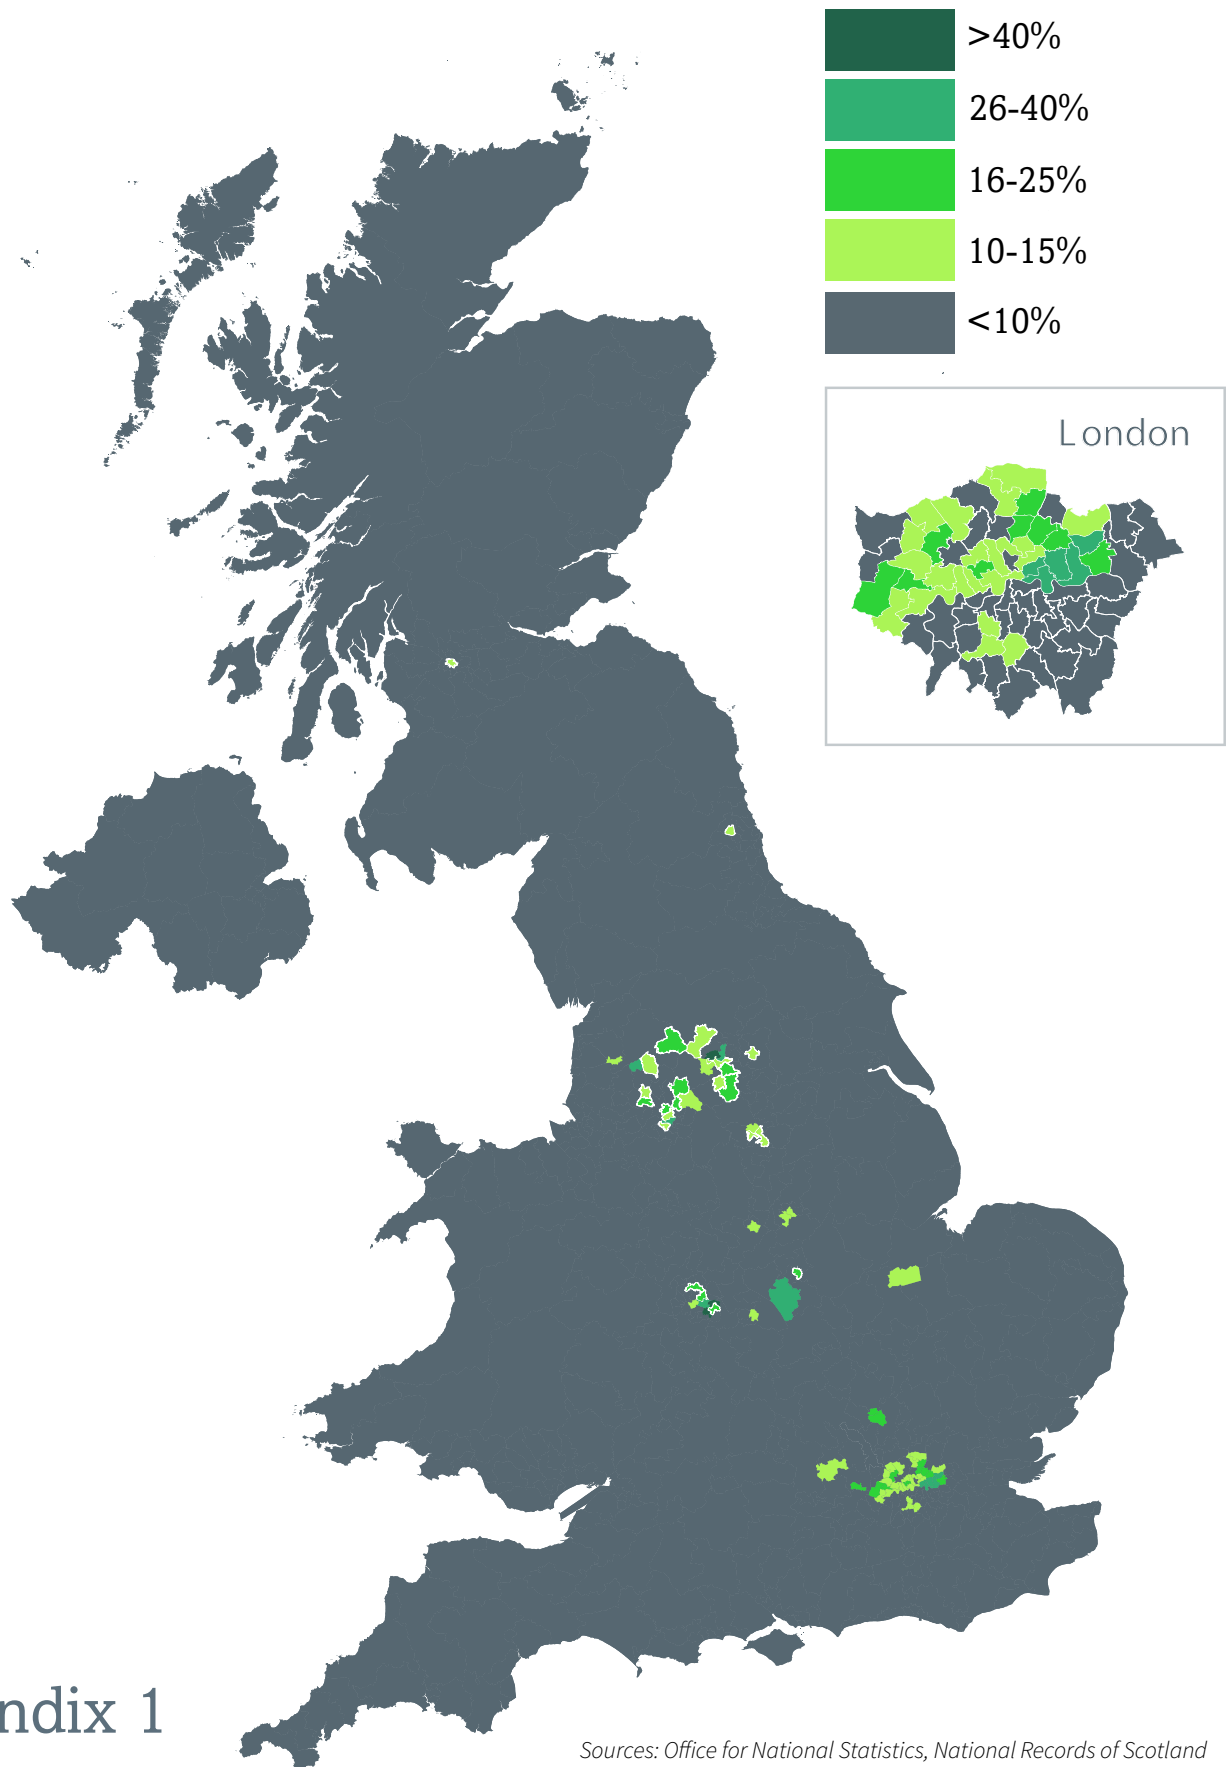 >40%
26-40%
16-25%
10-15%
<10%
London
ndix 1
Sources: Office for National Statistics, National Records of Scotland